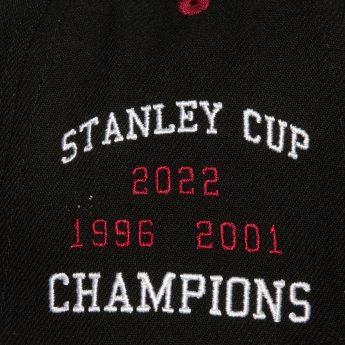 STANLEY CUP
2022
1996 2001
CHAMPIONS